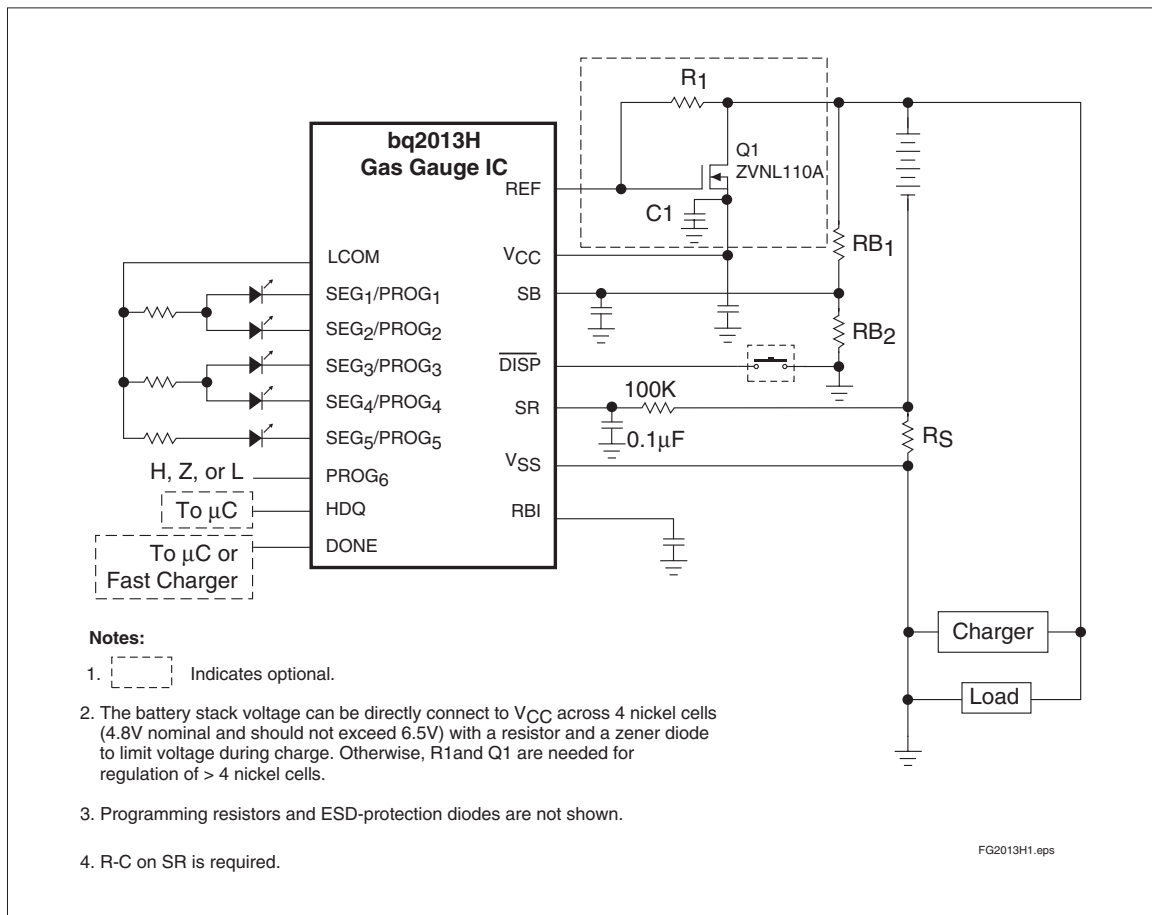 bq2013H
Gas Gauge IC
R1
Q1
ZVNL110A
REF
C1
VCC
RB1
LCOM
SEG1/PROG1
SB
SEG2/PROG2
RB2
SEG3/PROG3
DISP
100K
SEG4/PROG4
SR
0.1µF
RS
SEG5/PROG5
VSS
H, Z, or L
PROG6
To µC
HDQ
RBI
To µC or
Fast Charger
DONE
Charger
Load
Notes:
1. Indicates optional.
2. The battery stack voltage can be directly connect to VCC across 4 nickel cells
(4.8V nominal and should not exceed 6.5V) with a resistor and a zener diode
to limit voltage during charge. Otherwise, R1and Q1 are needed for
regulation of > 4 nickel cells.
3. Programming resistors and ESD-protection diodes are not shown.
4. R-C on SR is required.
FG2013H1.eps